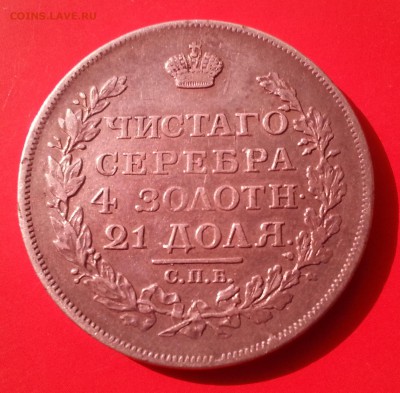 COINS.LAVE.RU
ЧИСТАГО
СЕРЕБРА
4 ЗОЛОТН·
21 ДОЛЯ.
С.П.Б.